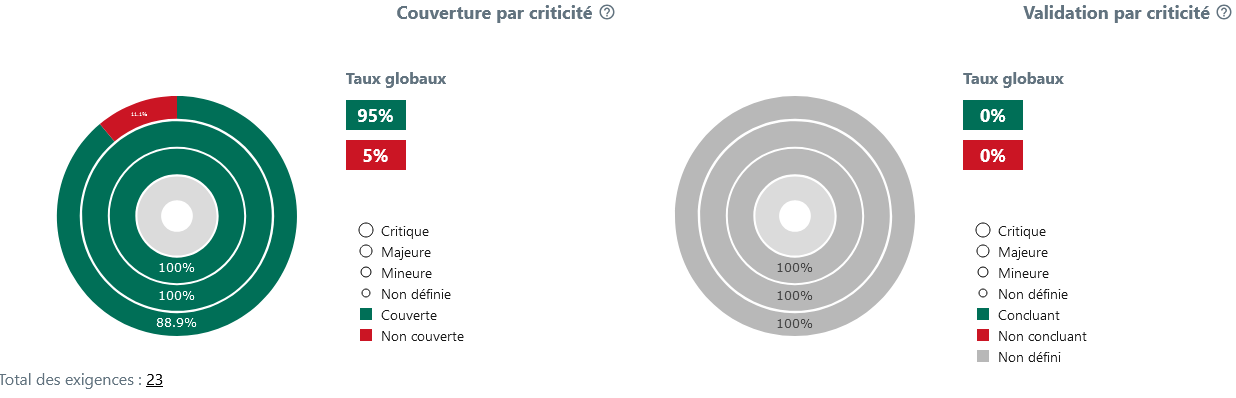 Couverture par criticité
Taux globaux
95%
5%
11.1%
100%
100%
88.9%
Critique
Majeure
Mineure
Non définie
Couverte
Non couverte
Validation par criticité
Taux globaux
0%
0%
100%
100%
100%
Critique
Majeure
Mineure
Non définie
Concluant
Non concluant
Non défini
Total des exigences : 23